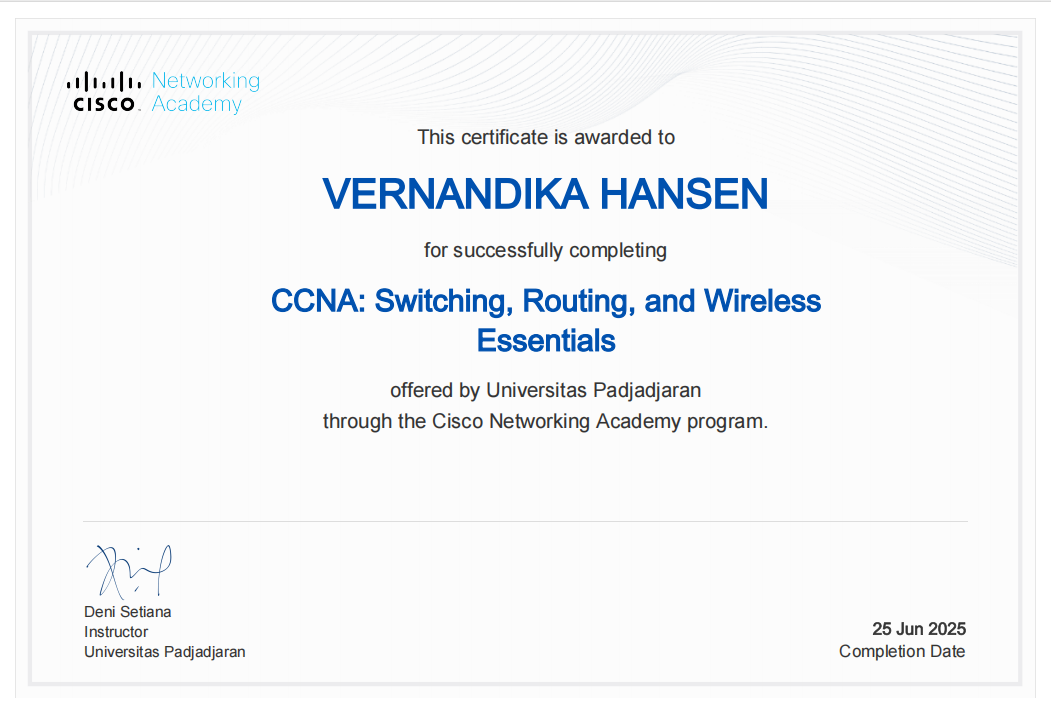 CISCO Networking Academy
This certificate is awarded to
VERNANDIKA HANSEN
for successfully completing
CCNA: Switching, Routing, and Wireless
Essentials
offered by Universitas Padjadjaran
through the Cisco Networking Academy program.
Deni Setiana
Instructor
Universitas Padjadjaran
25 Jun 2025
Completion Date